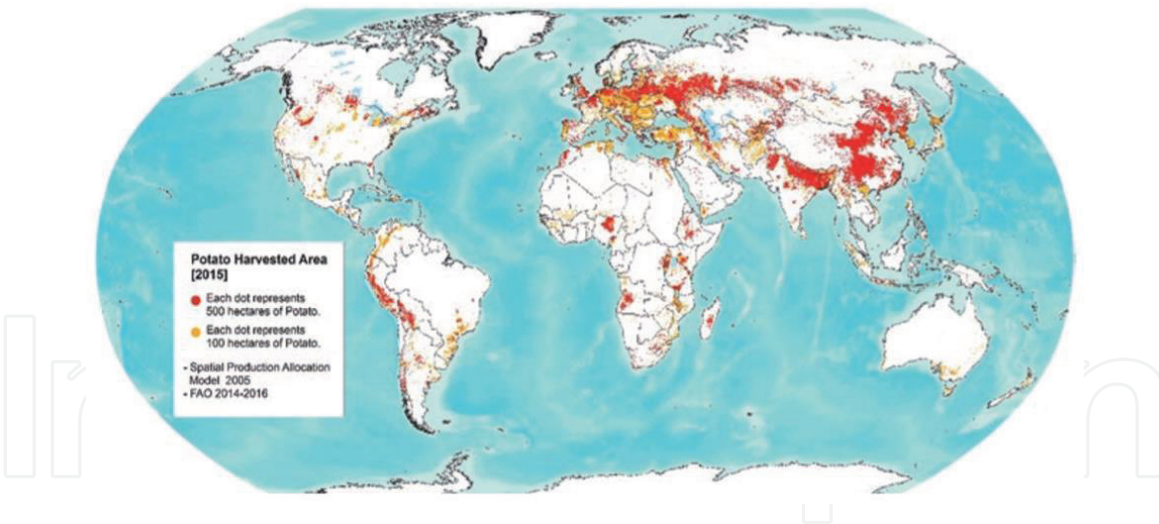 Potato Harvested Area
[2015]
Each dot represents
500 hectares of Potato.
Each dot represents
100 hectares of Potato.
- Spatial Production Allocation
Model 2005
- FAO 2014-2016